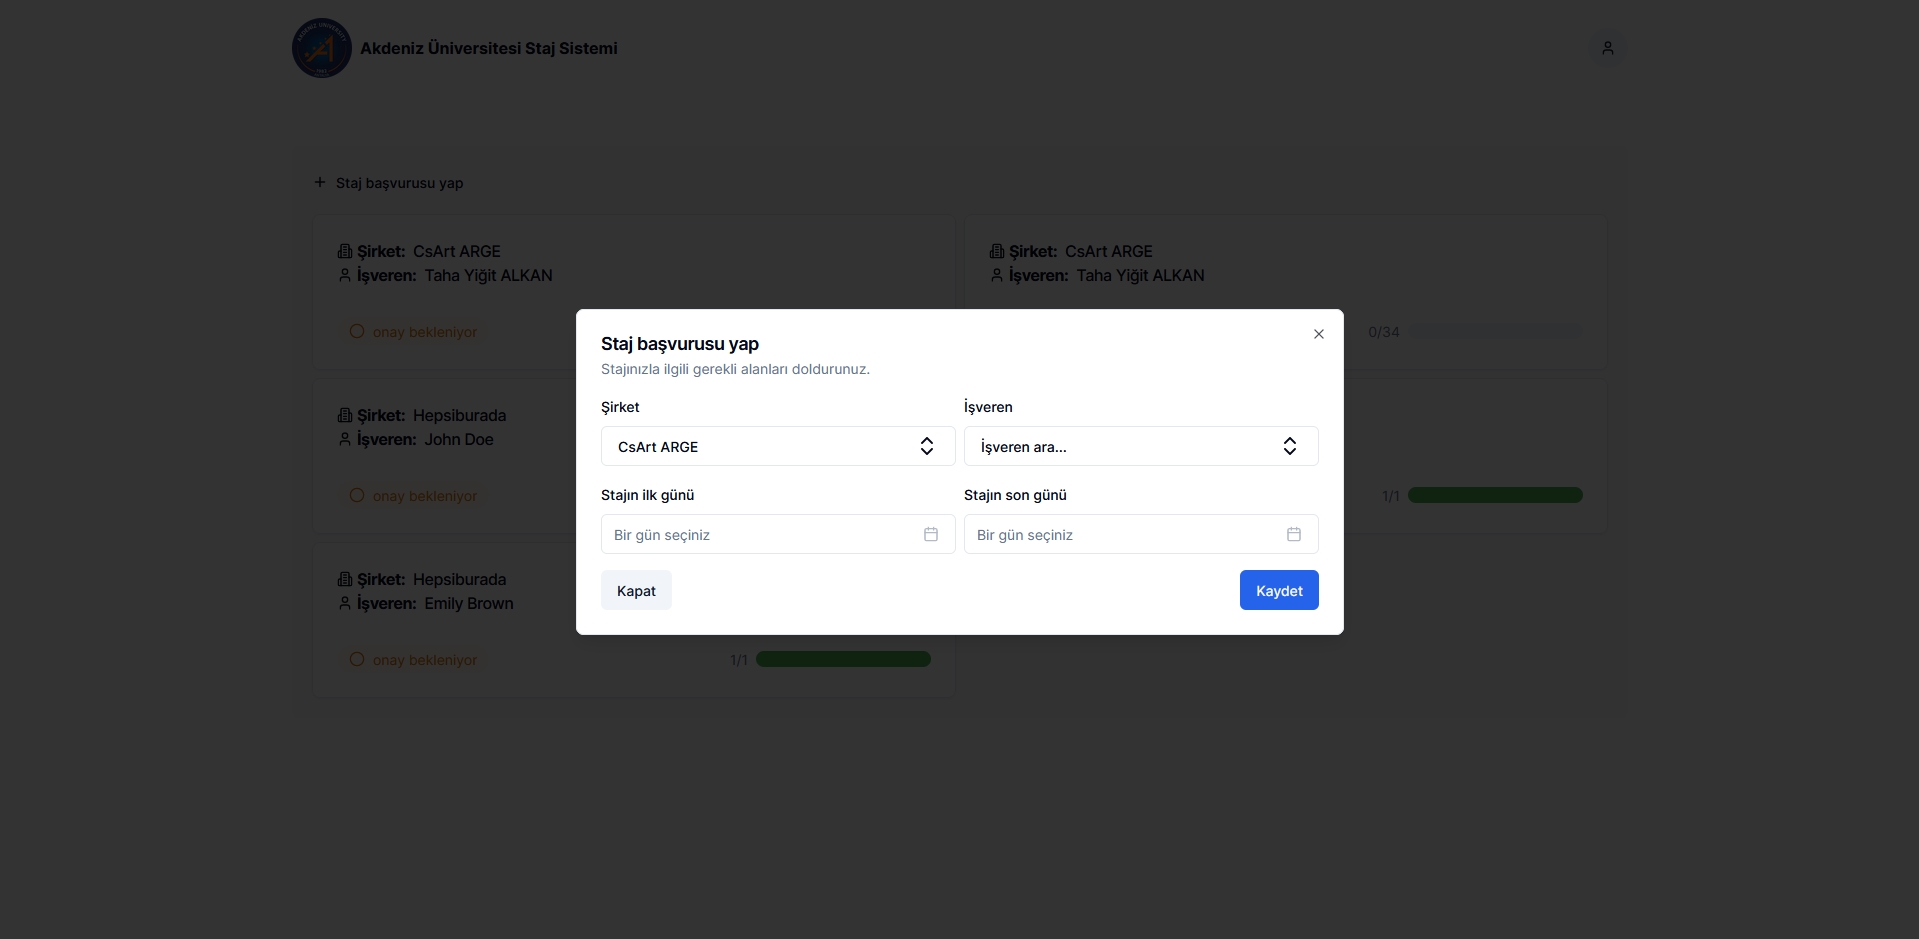 Akdeniz Üniversitesi Staj Sistemi
Staj başvurusu yap
Şirket: CsArt ARGE
İşveren: Taha Yiğit ALKAN
onay bekleniyor
Şirket: CsArt ARGE
İşveren: Taha Yiğit ALKAN
0/34
Şirket: Hepsiburada
İşveren: John Doe
onay bekleniyor
1/1
Şirket: Hepsiburada
İşveren: Emily Brown
onay bekleniyor
1/1
Staj başvurusu yap
Stajınızla ilgili gerekli alanları doldurunuz.
Şirket
CsArt ARGE
İşveren
İşveren ara...
Stajın ilk günü
Bir gün seçiniz
Stajın son günü
Bir gün seçiniz
Kapat
Kaydet